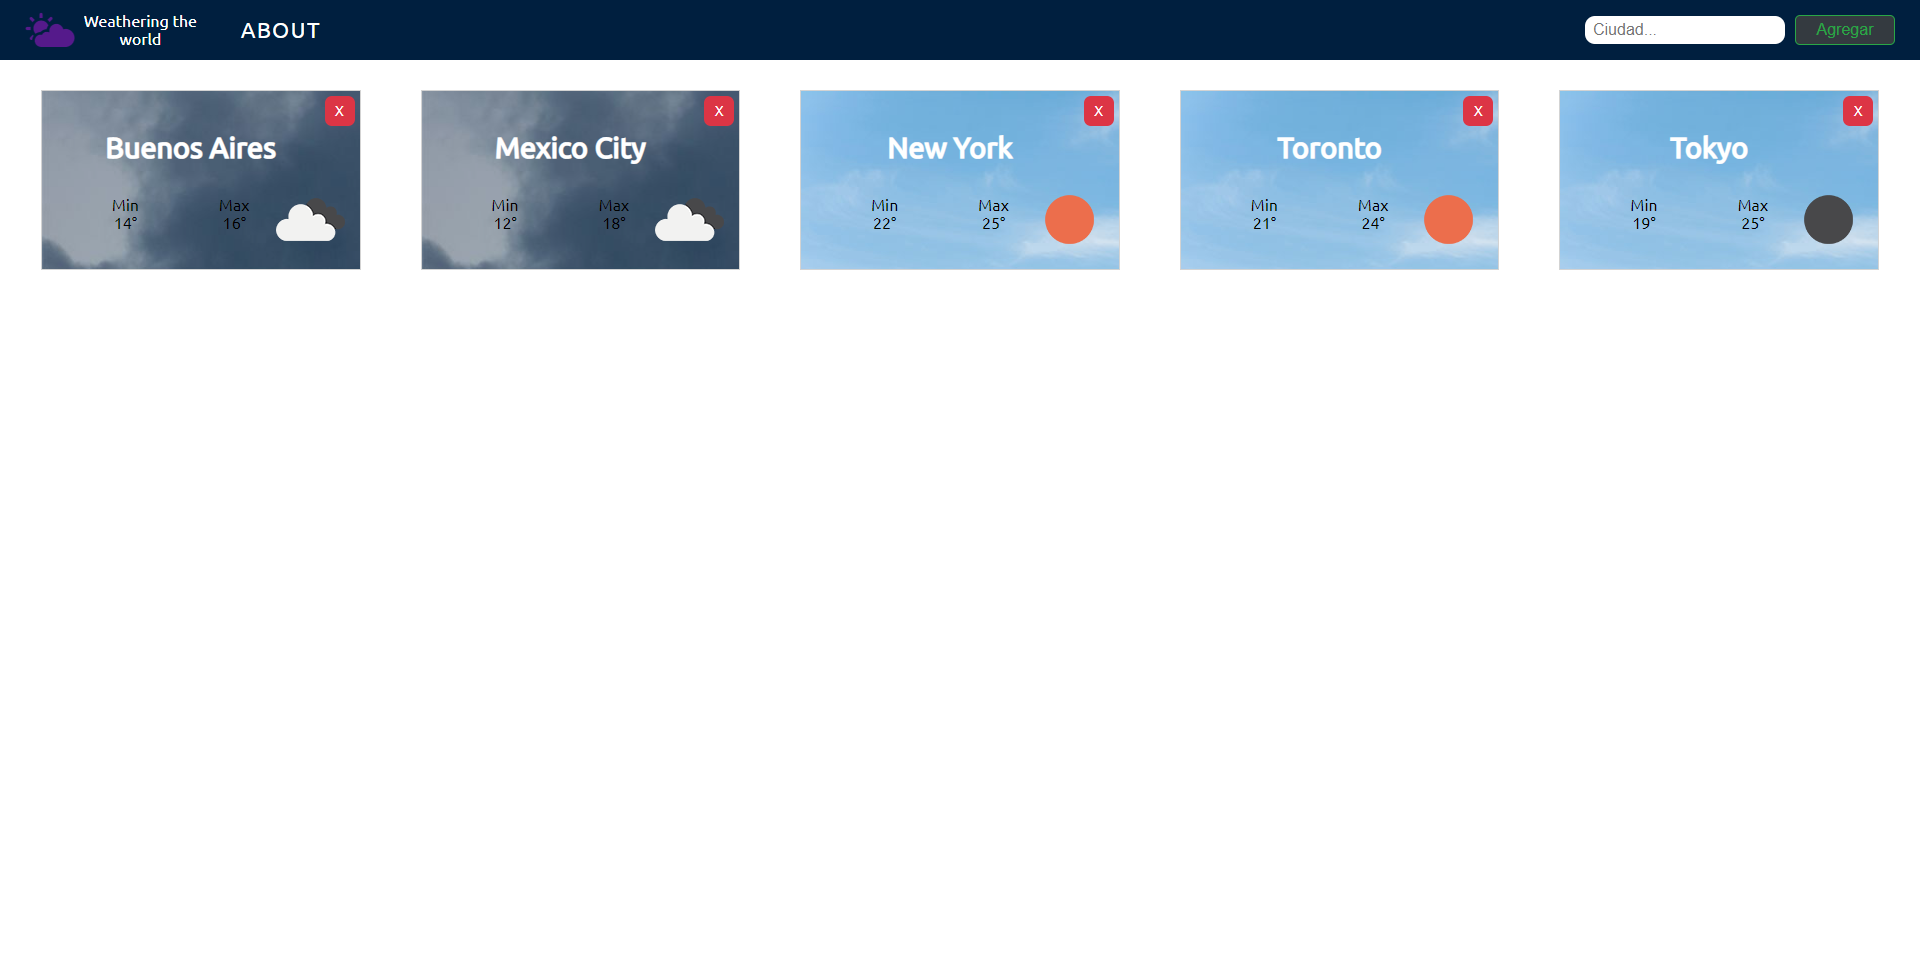 Weathering the
world
ABOUT
Ciudad...
Agregar
X
Buenos Aires
Min
14°
Max
16°
X
Mexico City
Min
12°
Max
18°
X
New York
Min
22°
Max
25°
X
Toronto
Min
21°
Max
24°
X
Tokyo
Min
19°
Max
25°